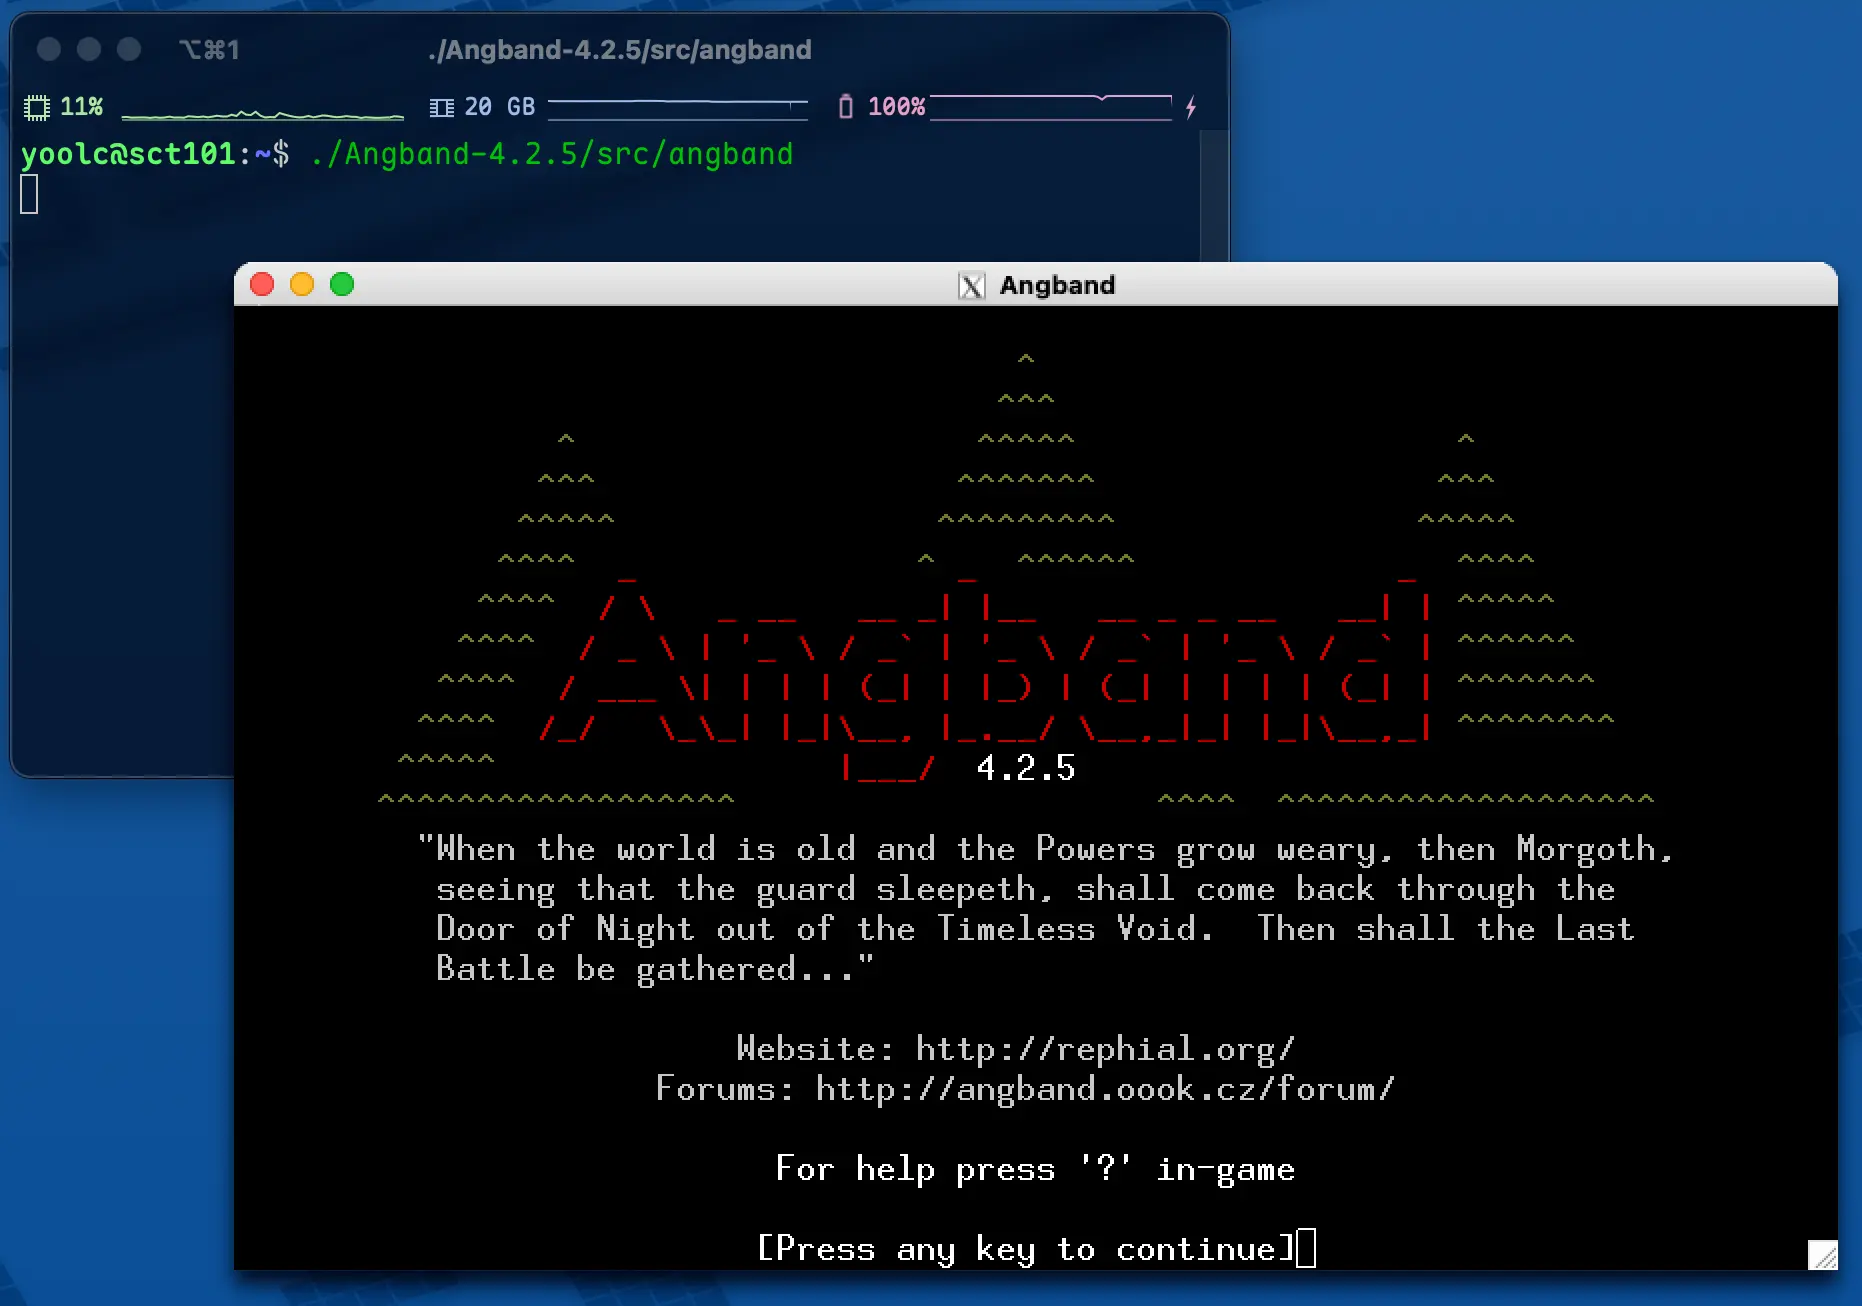 ⌥⌘1 ./Angband-4.2.5/src/angband
11% 20 GB 100%
yoolc@sct101:~$ ./Angband-4.2.5/src/angband
Angband
Angband
4.2.5
"When the world is old and the Powers grow weary, then Morgoth,
seeing that the guard sleepeth, shall come back through the
Door of Night out of the Timeless Void.  Then shall the Last
Battle be gathered..."
Website: http://rephial.org/
Forums: http://angband.oook.cz/forum/
For help press '?' in-game
[Press any key to continue]